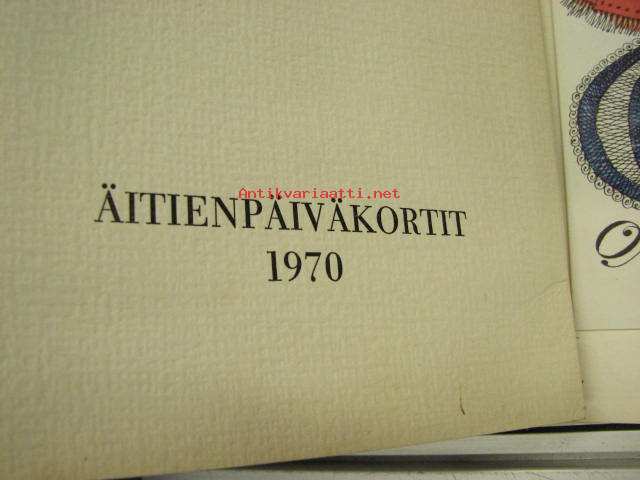 Antikvariaatti.net
ÄITIENPÄIVÄKORTIT
1970